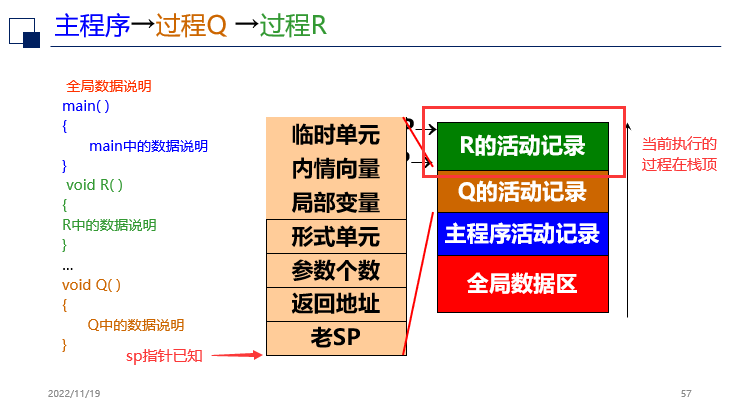 主程序→过程Q →过程R
全局数据说明
main( )
{
main中的数据说明
}
void R( )
{
R中的数据说明
}
...
void Q( )
{
Q中的数据说明
}
sp指针已知
临时单元
内情向量
局部变量
形式单元
参数个数
返回地址
老SP
R的活动记录
Q的活动记录
主程序活动记录
全局数据区
当前执行的
过程在栈顶
2022/11/19
57